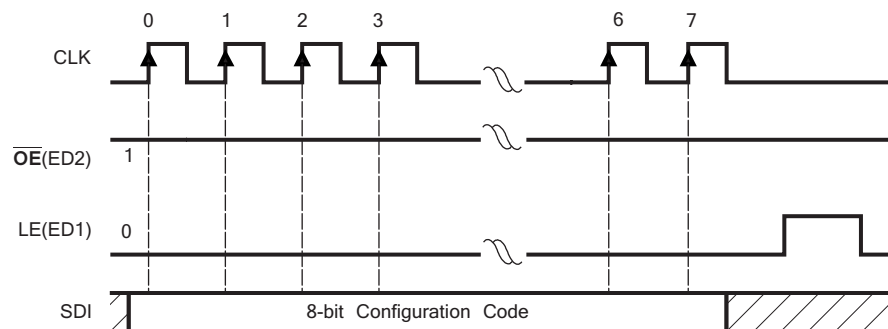 0 1 2 3 6 7
CLK
OE(ED2) 1
LE(ED1) 0
SDI 8-bit Configuration Code